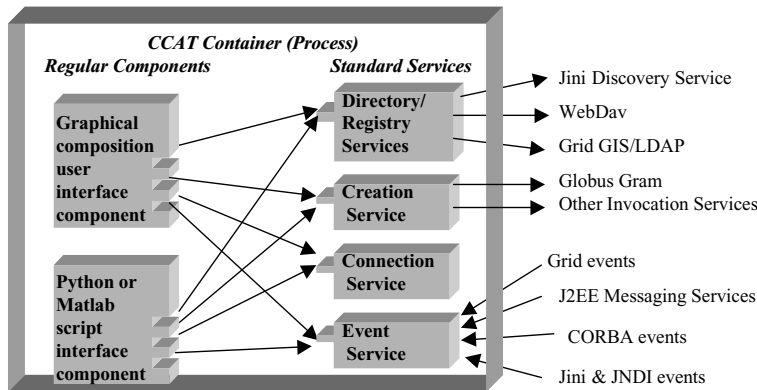 CCAT Container (Process)
Regular Components
Standard Services
Graphical
composition
user
interface
component
Python or
Matlab
script
interface
component
Directory/
Registry
Services
Creation
Service
Connection
Service
Event
Service
Jini Discovery Service
WebDav
Grid GIS/LDAP
Globus Gram
Other Invocation Services
Grid events
J2EE Messaging Services
CORBA events
Jini & JNDI events